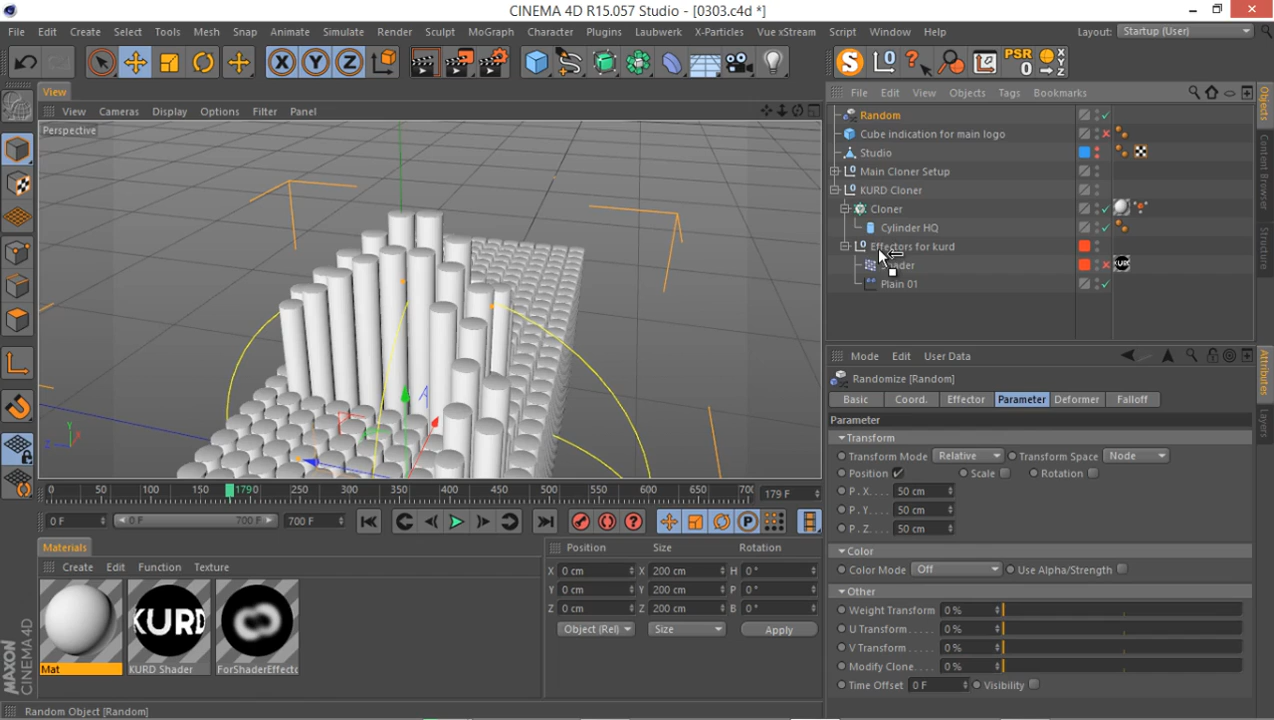 CINEMA 4D R15.057 Studio - [0303.c4d *]
File Edit Create Select Tools Mesh Snap Animate Simulate Render Sculpt MoGraph Character Plugins Laubwerk X-Particles Vue xStream Script Window Help Layout: Startup (User)
X Y Z S PSR 0
View
View Cameras Display Options Filter Panel
Perspective
Y X
File Edit View Objects Tags Bookmarks
Random
Cube indication for main logo
Studio
Main Cloner Setup
KURD Cloner
Cloner
Cylinder HQ
Effectors for kurd
Plain 01
Objects
Content Browser
Structure
Mode Edit User Data
Randomize [Random]
Basic Coord. Effector Parameter Deformer Falloff
Parameter
Transform
Transform Mode Relative Transform Space Node
Position Scale Rotation
P . X 50 cm
P . Y 50 cm
P . Z 50 cm
Color
Color Mode Off Use Alpha/Strength
Other
Weight Transform 0 %
U Transform 0 %
V Transform 0 %
Modify Clone 0 %
Time Offset 0 F Visibility
Attributes
Layers
0 50 100 150 1790 250 300 350 400 450 500 550 600 650 700 179 F
0 F 0 F 700 F 700 F
Materials
Create Edit Function Texture
KURD
Mat KURD Shader ForShaderEffecto
Position Size Rotation
X 0 cm X 200 cm H 0 °
Y 0 cm Y 200 cm P 0 °
Z 0 cm Z 200 cm B 0 °
Object (Rel) Size Apply
MAXON CINEMA 4D
Random Object [Random]